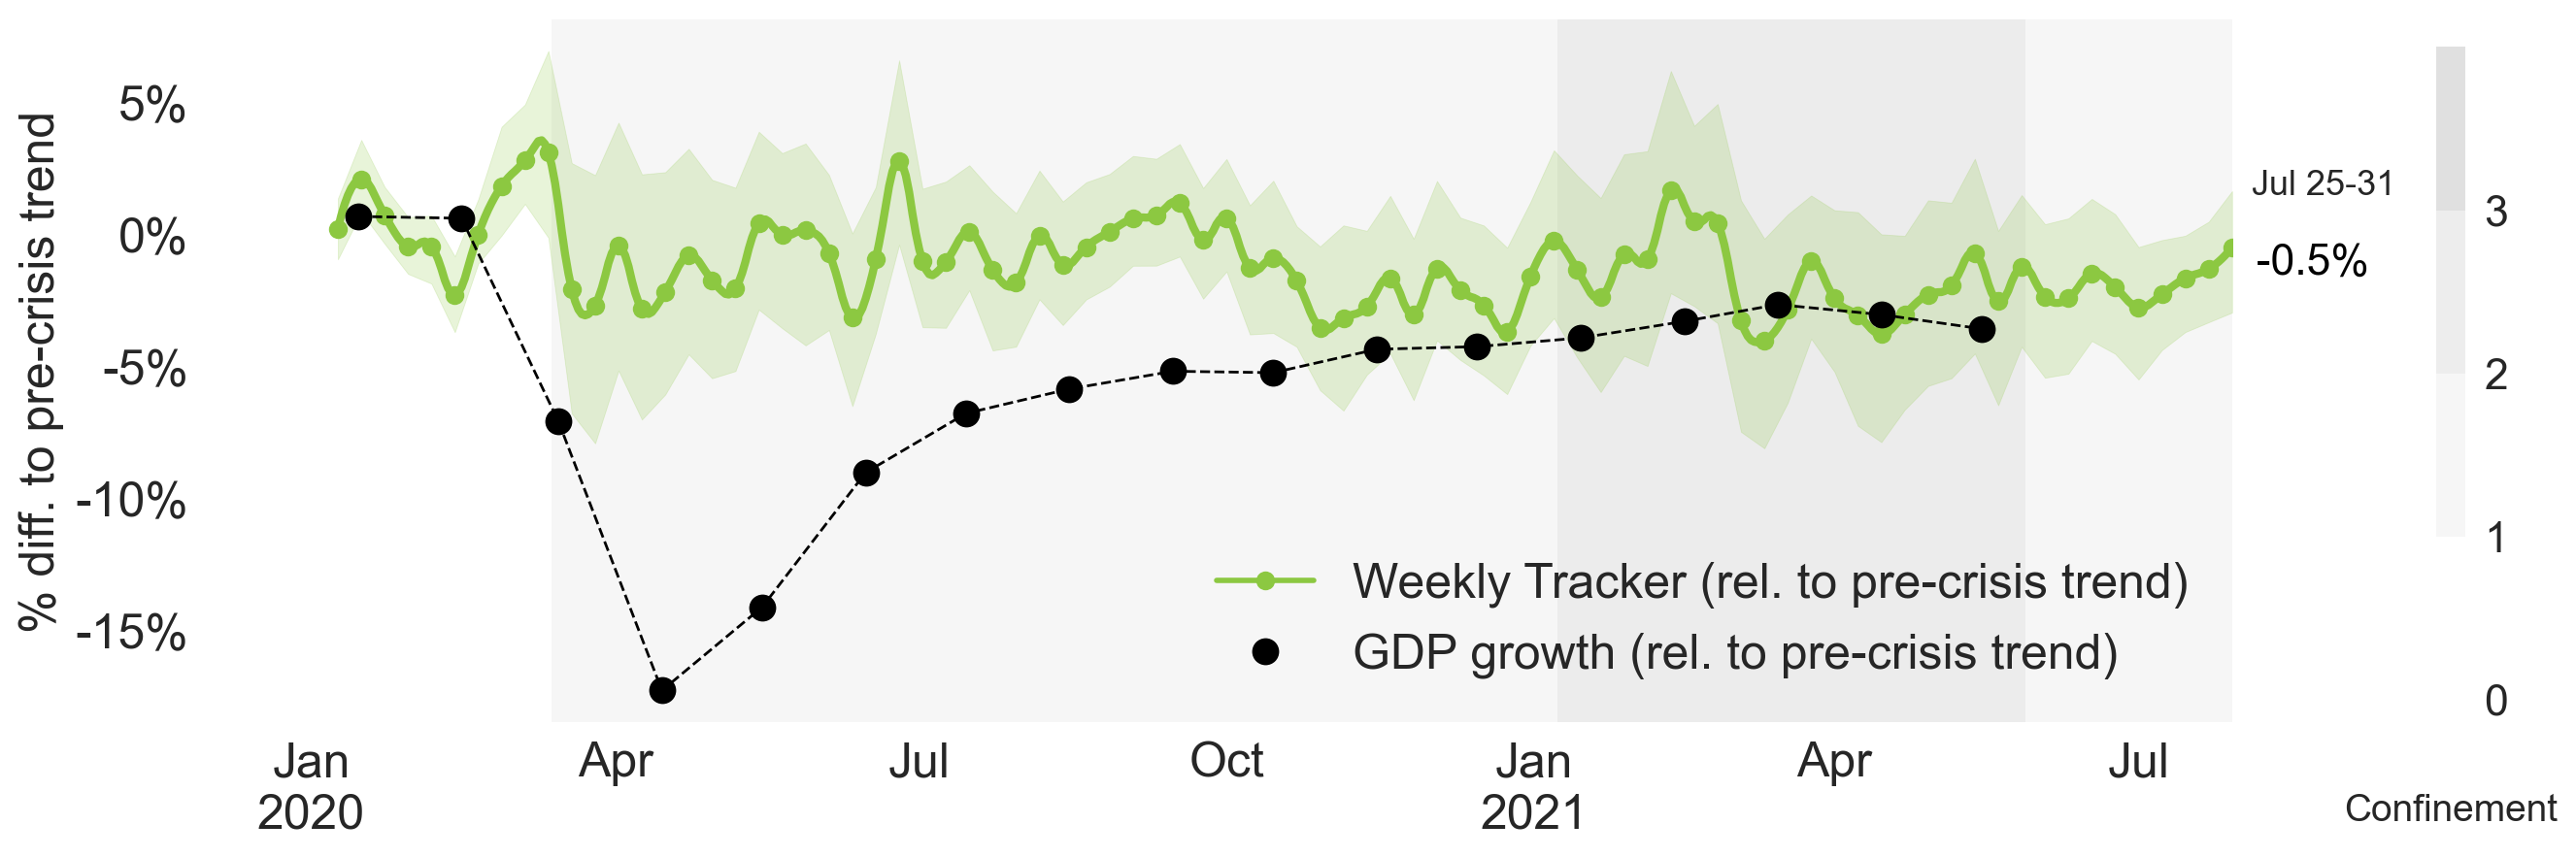 % diff. to pre-crisis trend
5%
0%
-5%
-10%
-15%
Jan
2020
Apr
Jul
Oct
Jan
2021
Apr
Jul
Weekly Tracker (rel. to pre-crisis trend)
GDP growth (rel. to pre-crisis trend)
Jul 25-31
-0.5%
3
2
1
0
Confinement